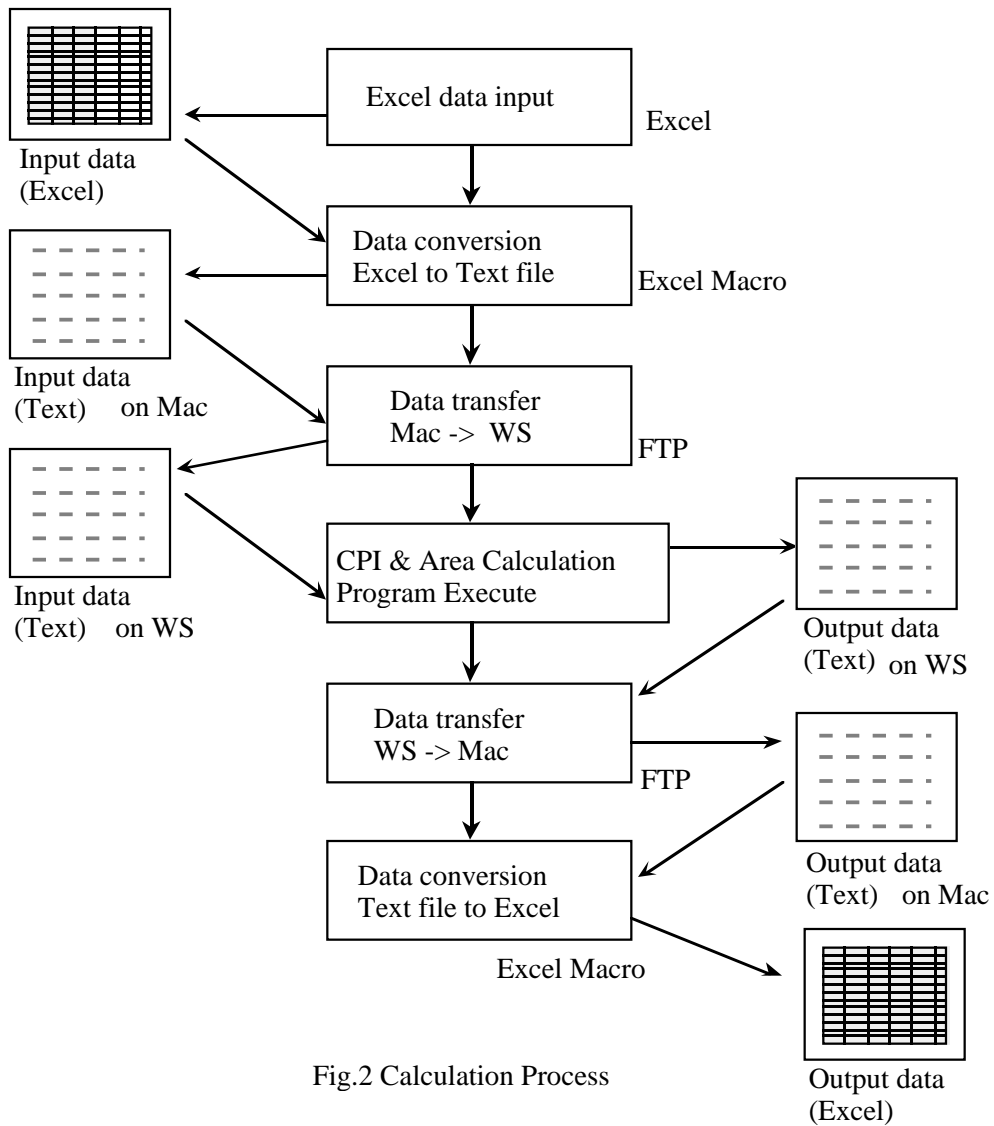 Excel data input
Excel
Input data
(Excel)
Data conversion
Excel to Text file
Excel Macro
Input data
(Text) on Mac
Data transfer
Mac -> WS
FTP
Input data
(Text) on WS
CPI & Area Calculation
Program Execute
Output data
(Text) on WS
Data transfer
WS -> Mac
FTP
Output data
(Text) on Mac
Data conversion
Text file to Excel
Excel Macro
Output data
(Excel)
Fig.2 Calculation Process